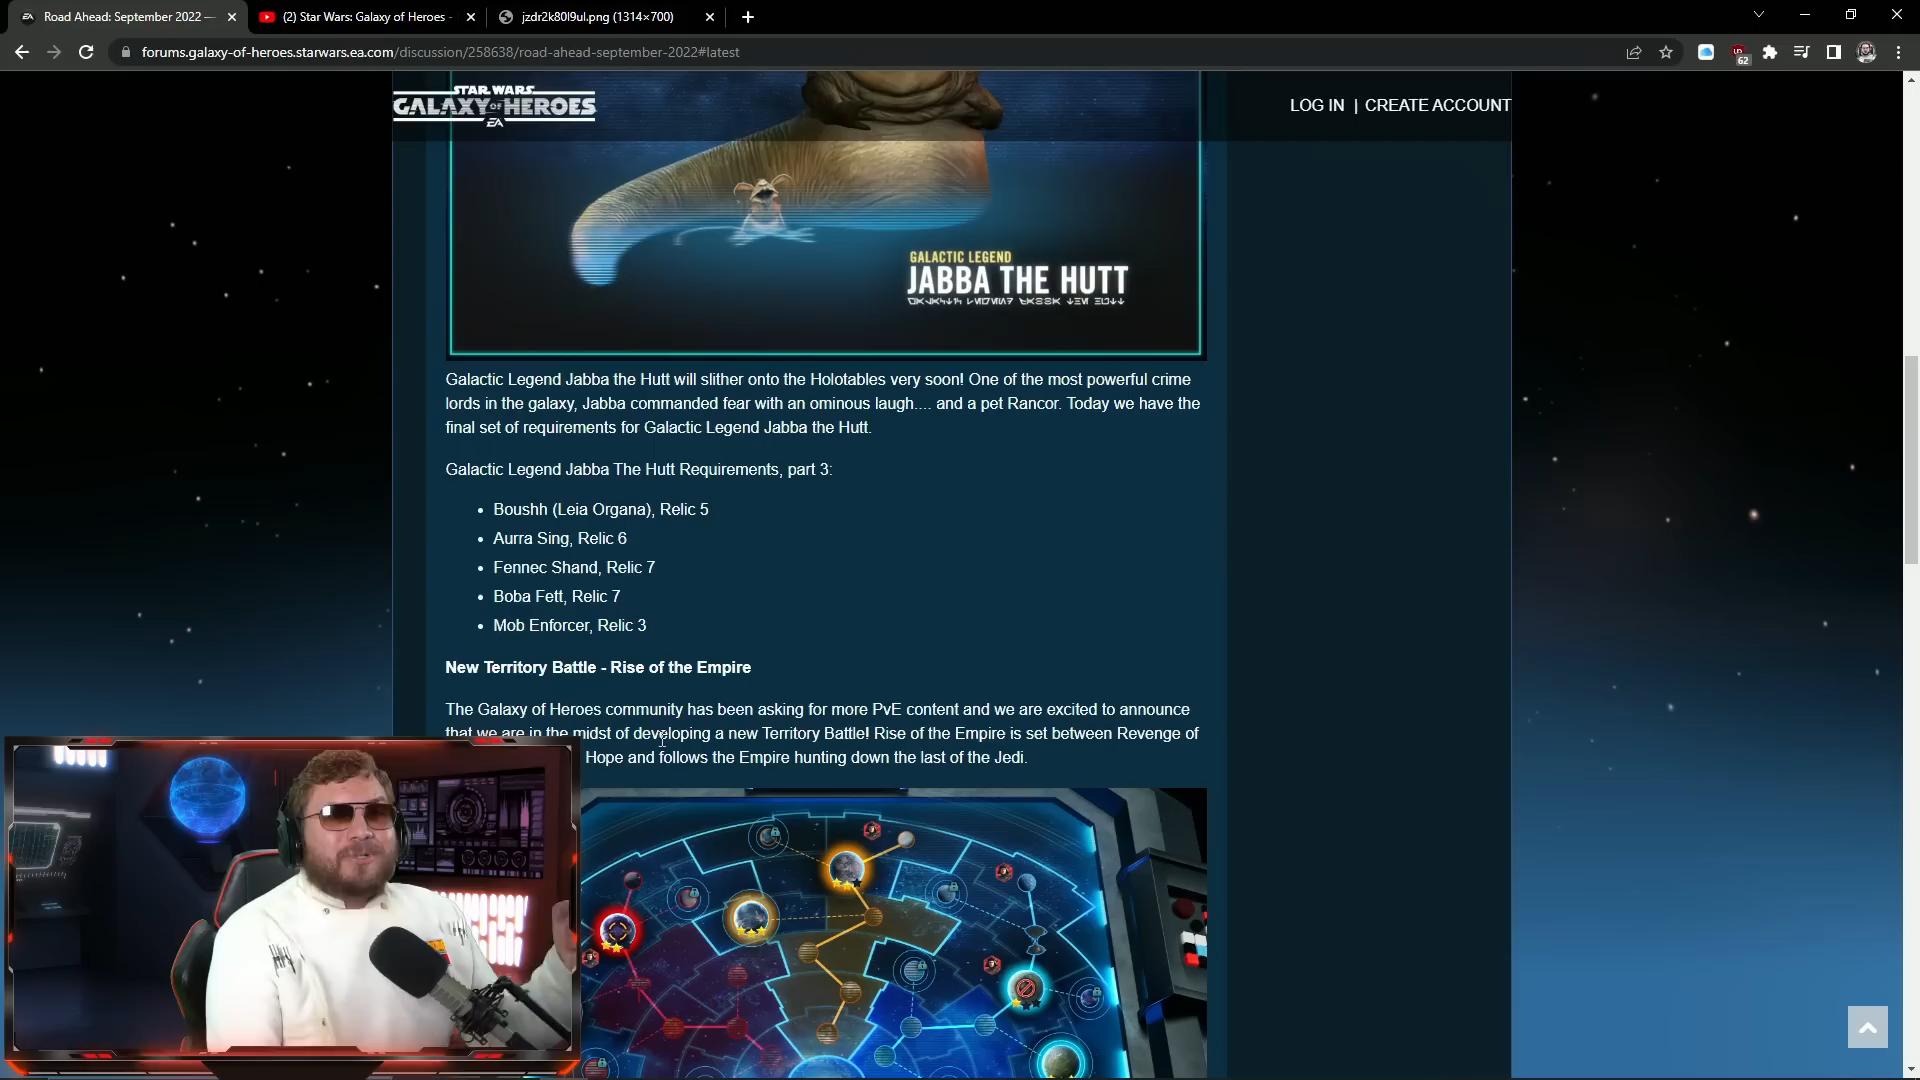 Road Ahead: September 2022 —
(2) Star Wars: Galaxy of Heroes -
jzdr2k80l9ul.png (1314×700)
forums.galaxy-of-heroes.starwars.ea.com/discussion/258638/road-ahead-september-2022#latest
62
STAR WARS
GALAXY OF HEROES
EA
LOG IN | CREATE ACCOUNT
GALACTIC LEGEND
JABBA THE HUTT
Galactic Legend Jabba the Hutt will slither onto the Holotables very soon! One of the most powerful crime
lords in the galaxy, Jabba commanded fear with an ominous laugh.... and a pet Rancor. Today we have the
final set of requirements for Galactic Legend Jabba the Hutt.
Galactic Legend Jabba The Hutt Requirements, part 3:
• Boushh (Leia Organa), Relic 5
• Aurra Sing, Relic 6
• Fennec Shand, Relic 7
• Boba Fett, Relic 7
• Mob Enforcer, Relic 3
New Territory Battle - Rise of the Empire
The Galaxy of Heroes community has been asking for more PvE content and we are excited to announce
that we are in the midst of developing a new Territory Battle! Rise of the Empire is set between Revenge of
Hope and follows the Empire hunting down the last of the Jedi.